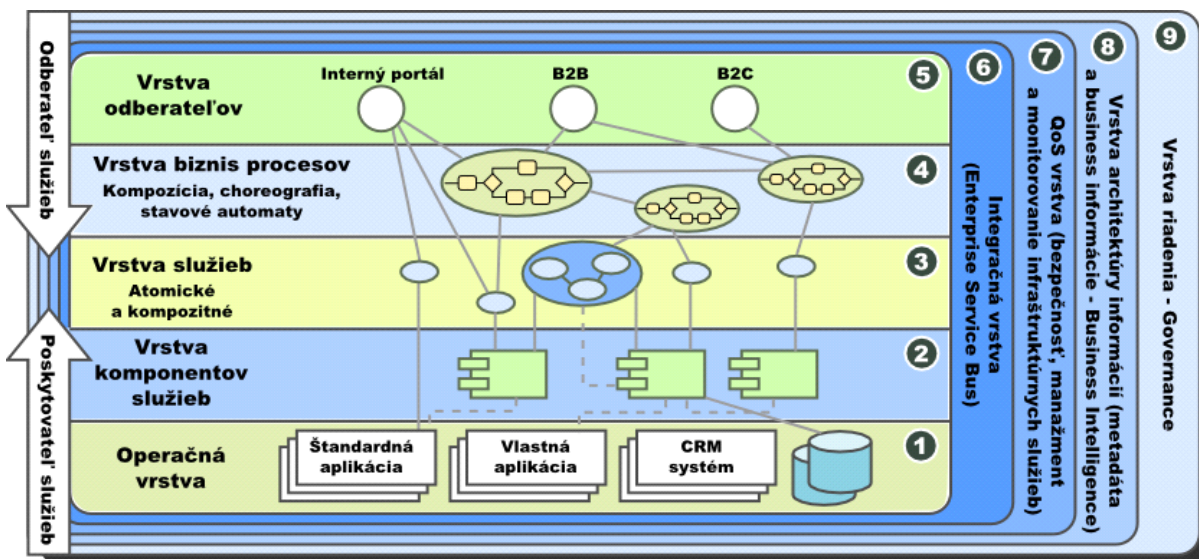 Odberateľ služieb
Poskytovateľ služieb
Vrstva
odberateľov
Interný portál
B2B
B2C
5
Vrstva biznis procesov
Kompozícia, choreografia,
stavové automaty
4
Vrstva služieb
Atomické
a kompozitné
3
Vrstva
komponentov
služieb
2
Operačná
vrstva
Štandardná
aplikácia
Vlastná
aplikácia
CRM
systém
1
6
Integračná vrstva
(Enterprise Service Bus)
7
QoS vrstva (bezpečnosť, manažment
a monitorovanie infraštruktúrnych služieb)
8
Vrstva architektúry informácií (metadáta
a business informácie - Business Intelligence)
9
Vrstva riadenia - Governance